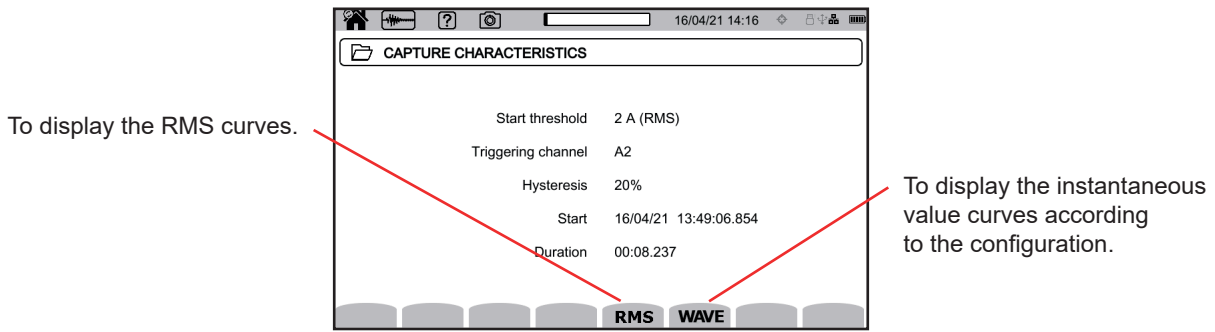 ? 16/04/21 14:16
CAPTURE CHARACTERISTICS
To display the RMS curves.
Start threshold 2 A (RMS)
Triggering channel A2
Hysteresis 20%
Start 16/04/21 13:49:06.854
Duration 00:08.237
To display the instantaneous
value curves according
to the configuration.
RMS WAVE